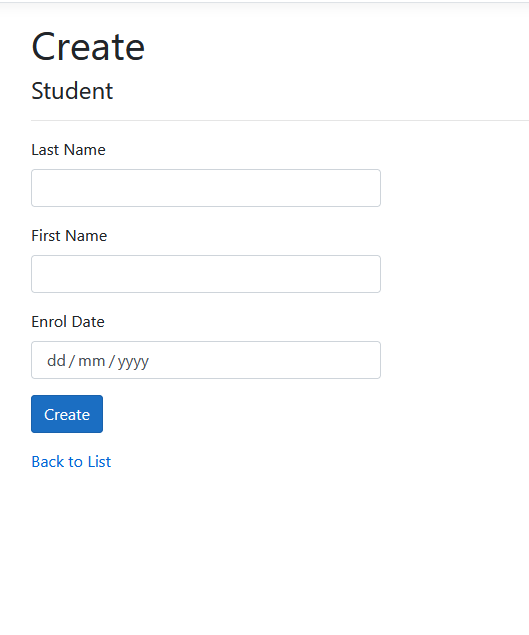 Create
Student
Last Name
First Name
Enrol Date
dd/mm/yyyy
Create
Back to List